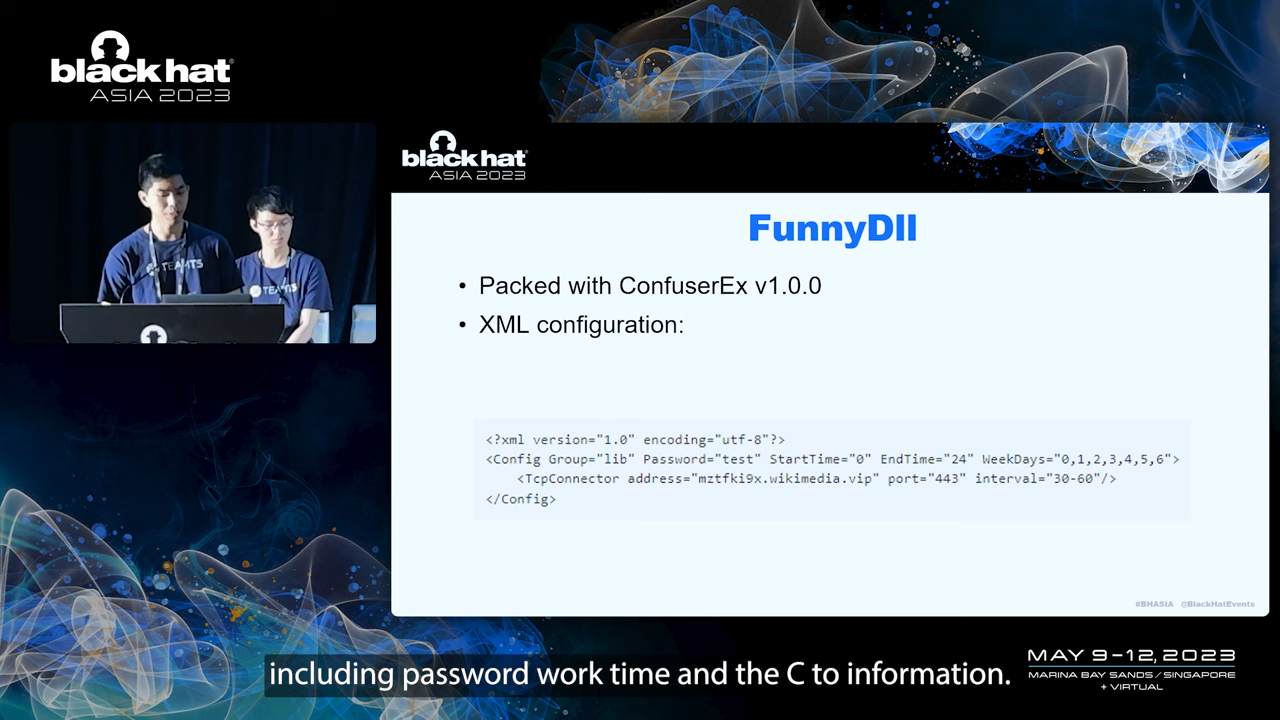 black hat
ASIA 2023
black hat
ASIA 2023
TEAMT5
TEAMT5
FunnyDll
• Packed with ConfuserEx v1.0.0
• XML configuration:
<?xml version="1.0" encoding="utf-8"?>
<Config Group="lib" Password="test" StartTime="0" EndTime="24" WeekDays="0,1,2,3,4,5,6">
<TcpConnector address="mztfki9x.wikimedia.vip" port="443" interval="30-60"/>
</Config>
#BHASIA @BlackHatEvents
including password work time and the C to information.
MAY 9-12, 2023
MARINA BAY SANDS / SINGAPORE
+ VIRTUAL